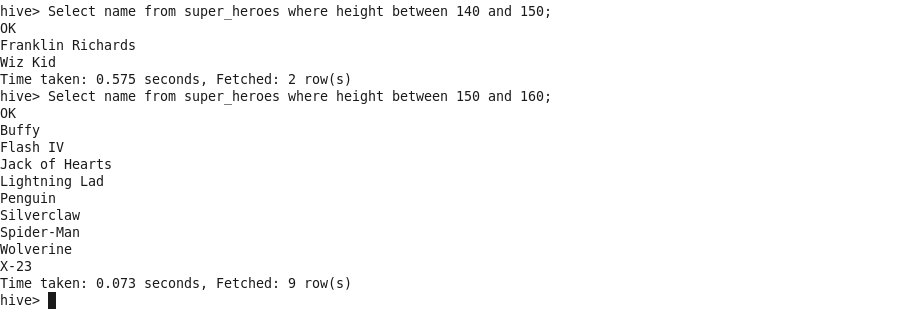 hive> Select name from super_heroes where height between 140 and 150;
OK
Franklin Richards
Wiz Kid
Time taken: 0.575 seconds, Fetched: 2 row(s)
hive> Select name from super_heroes where height between 150 and 160;
OK
Buffy
Flash IV
Jack of Hearts
Lightning Lad
Penguin
Silverclaw
Spider-Man
Wolverine
X-23
Time taken: 0.073 seconds, Fetched: 9 row(s)
hive>